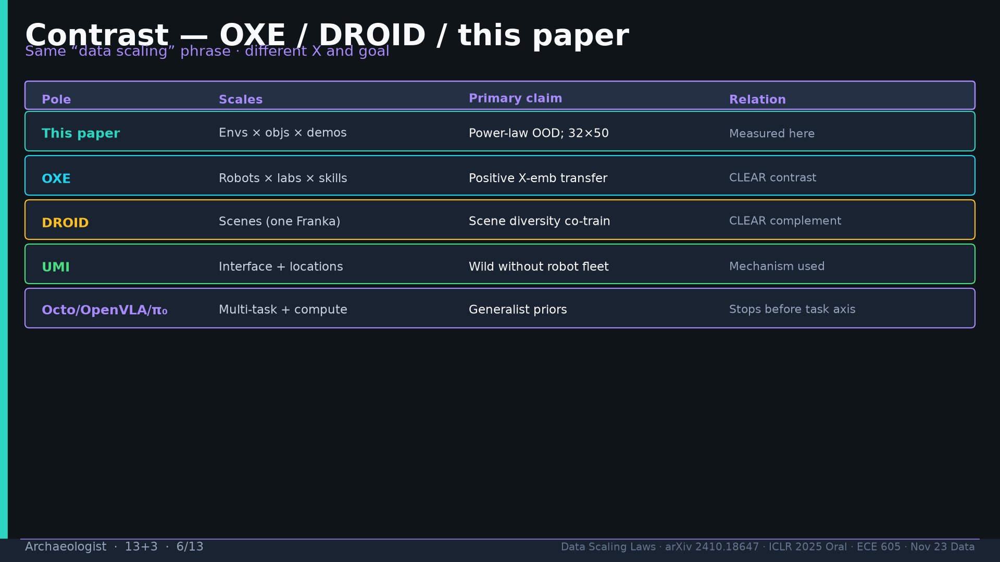 Contrast — OXE / DROID / this paper
Same “data scaling” phrase · different X and goal
Pole Scales Primary claim Relation
This paper Envs × objs × demos Power-law OOD; 32×50 Measured here
OXE Robots × labs × skills Positive X-emb transfer CLEAR contrast
DROID Scenes (one Franka) Scene diversity co-train CLEAR complement
UMI Interface + locations Wild without robot fleet Mechanism used
Octo/OpenVLA/π₀ Multi-task + compute Generalist priors Stops before task axis
Archaeologist · 13+3 · 6/13 Data Scaling Laws · arXiv 2410.18647 · ICLR 2025 Oral · ECE 605 · Nov 23 Data